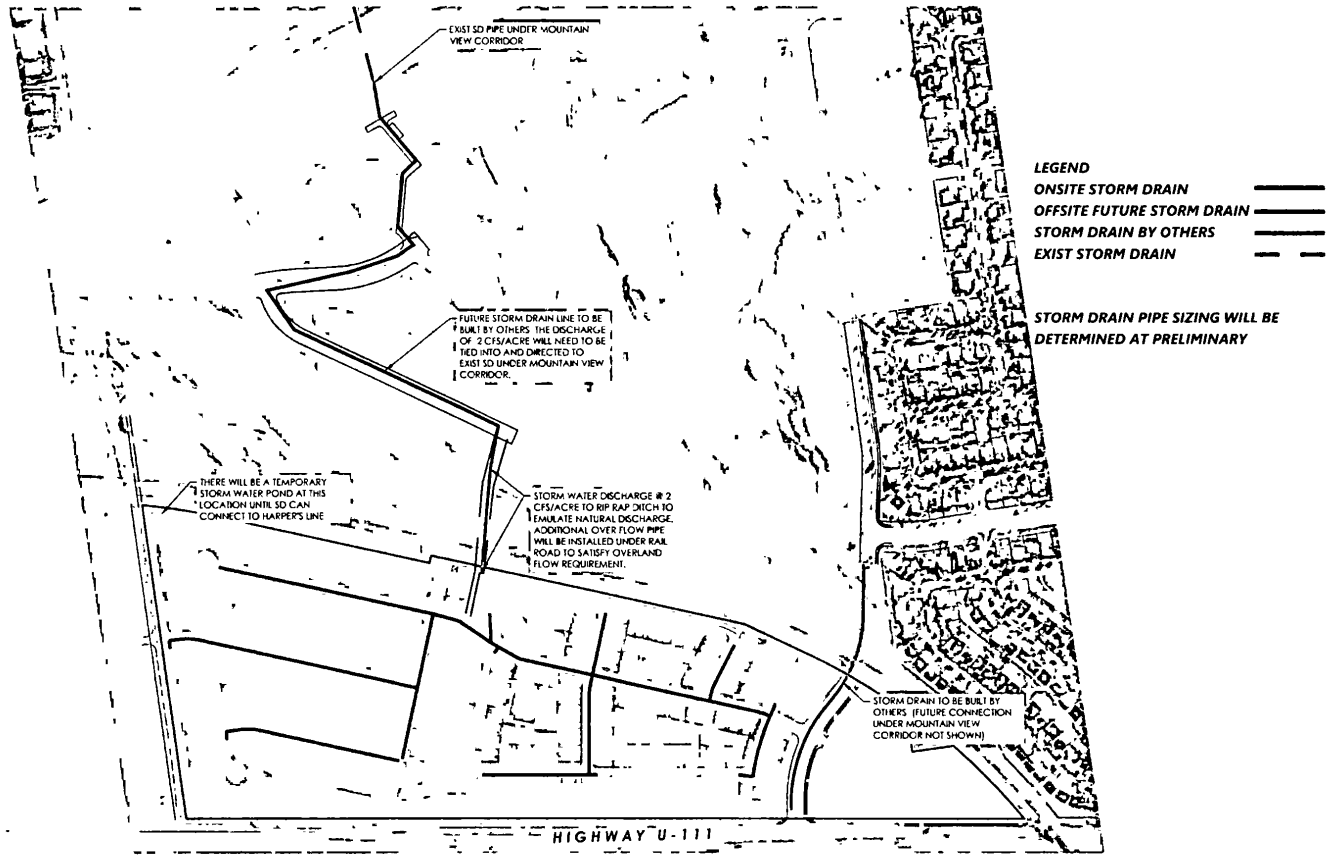 EXIST SD PIPE UNDER MOUNTAIN
VIEW CORRIDOR
LEGEND
ONSITE STORM DRAIN
OFFSITE FUTURE STORM DRAIN
STORM DRAIN BY OTHERS
EXIST STORM DRAIN
STORM DRAIN PIPE SIZING WILL BE
DETERMINED AT PRELIMINARY
FUTURE STORM DRAIN LINE TO BE
BUILT BY OTHERS THE DISCHARGE
OF 2 CFS/ACRE WILL NEED TO BE
TIED INTO AND DIRECTED TO
EXIST SD UNDER MOUNTAIN VIEW
CORRIDOR.
THERE WILL BE A TEMPORARY
STORM WATER POND AT THIS
LOCATION UNTIL SD CAN
CONNECT TO HARPER'S LINE
STORM WATER DISCHARGE @ 2
CFS/ACRE TO RIP RAP DITCH TO
EMULATE NATURAL DISCHARGE.
ADDITIONAL OVER FLOW PIPE
WILL BE INSTALLED UNDER RAIL
ROAD TO SATISFY OVERLAND
FLOW REQUIREMENT.
STORM DRAIN TO BE BUILT BY
OTHERS (FUTURE CONNECTION
UNDER MOUNTAIN VIEW
CORRIDOR NOT SHOWN)
HIGHWAY U-111